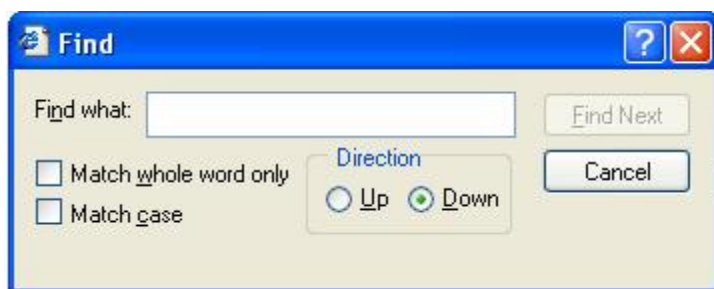 Find
Find what:
Find Next
Match whole word only
Match case
Direction
Up Down
Cancel